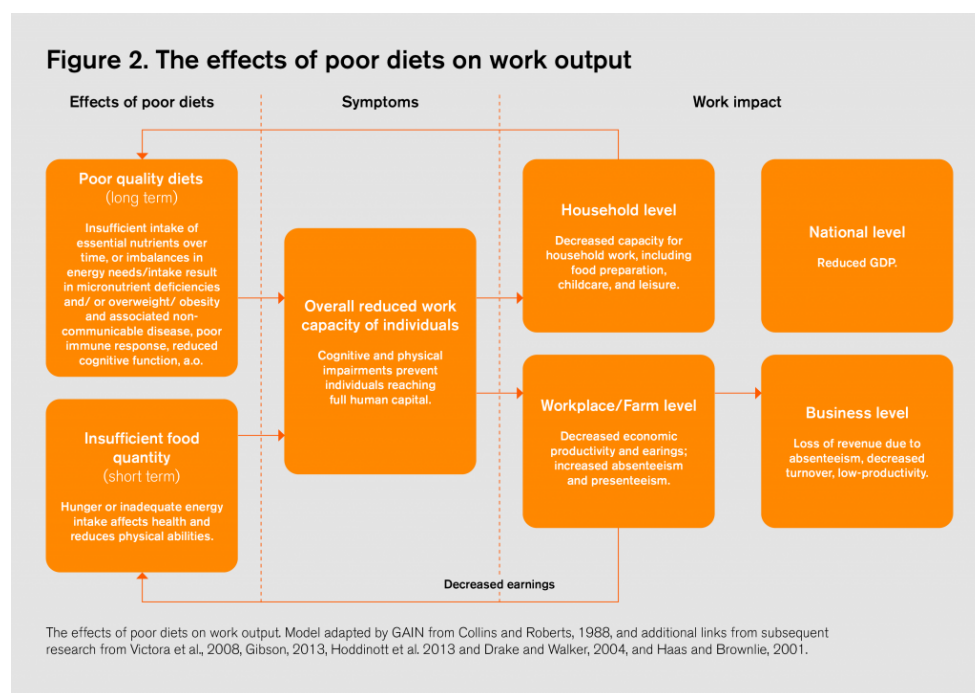 Figure 2. The effects of poor diets on work output
Effects of poor diets
Symptoms
Work impact
Poor quality diets
(long term)
Insufficient intake of
essential nutrients over
time, or imbalances in
energy needs/intake result
in micronutrient deficiencies
and/ or overweight/ obesity
and associated non-
communicable disease, poor
immune response, reduced
cognitive function, a.o.
Insufficient food
quantity
(short term)
Hunger or inadequate energy
intake affects health and
reduces physical abilities.
Overall reduced work
capacity of individuals
Cognitive and physical
impairments prevent
individuals reaching
full human capital.
Household level
Decreased capacity for
household work, including
food preparation,
childcare, and leisure.
Workplace/Farm level
Decreased economic
productivity and earings;
increased absenteeism
and presenteeism.
National level
Reduced GDP.
Business level
Loss of revenue due to
absenteeism, decreased
turnover, low-productivity.
Decreased earnings
The effects of poor diets on work output. Model adapted by GAIN from Collins and Roberts, 1988, and additional links from subsequent
research from Victora et al., 2008, Gibson, 2013, Hoddinott et al. 2013 and Drake and Walker, 2004, and Haas and Brownlie, 2001.